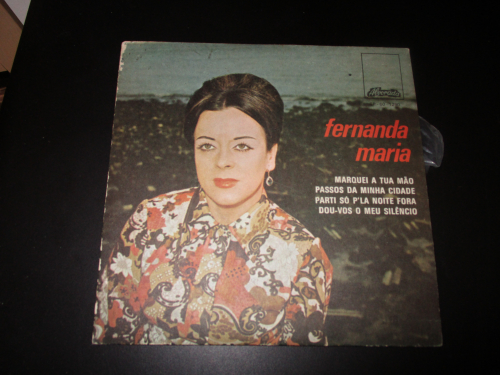 fernanda
maria
MARQUEI A TUA MÃO
PASSOS DA MINHA CIDADE
PARTI SÓ P'LA NOITE FORA
DOU-VOS O MEU SILÊNCIO